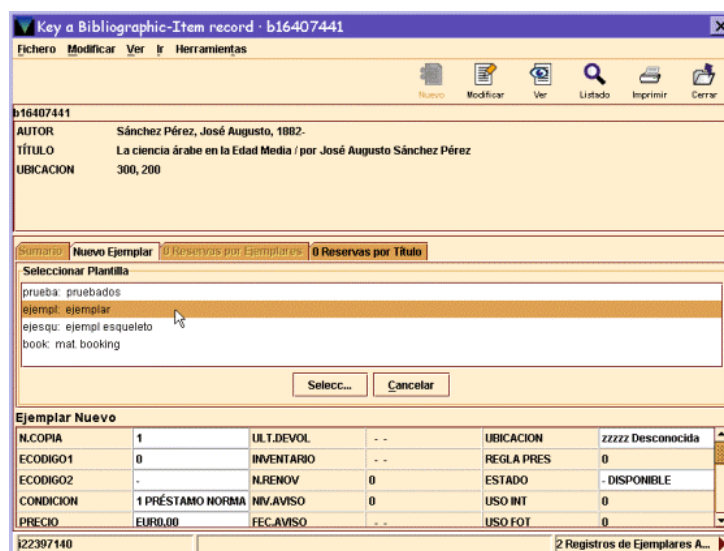 Key a Bibliographic-Item record · b16407441
Fichero Modificar Ver Ir Herramientas
Nuevo Modificar Ver Listado Imprimir Cerrar
b16407441
AUTOR Sánchez Pérez, José Augusto, 1882-
TÍTULO La ciencia árabe en la Edad Media / por José Augusto Sánchez Pérez
UBICACION 300, 200
Sumario Nuevo Ejemplar 0 Reservas por Ejemplares 0 Reservas por Título
Seleccionar Plantilla
prueba: pruebados
ejempl: ejemplar
ejesqu: ejempl esqueleto
book: mat. booking
Selecc... Cancelar
Ejemplar Nuevo
N.COPIA 1 ULT.DEVOL - - UBICACION zzzzz Desconocida
ECODIGO1 0 INVENTARIO - - REGLA PRES 0
ECODIGO2 - N.RENOV 0 ESTADO - DISPONIBLE
CONDICION 1 PRÉSTAMO NORMA NIV.AVISO 0 USO INT 0
PRECIO EUR0,00 FEC.AVISO - - USO FOT 0
i22397140 2 Registros de Ejemplares A...